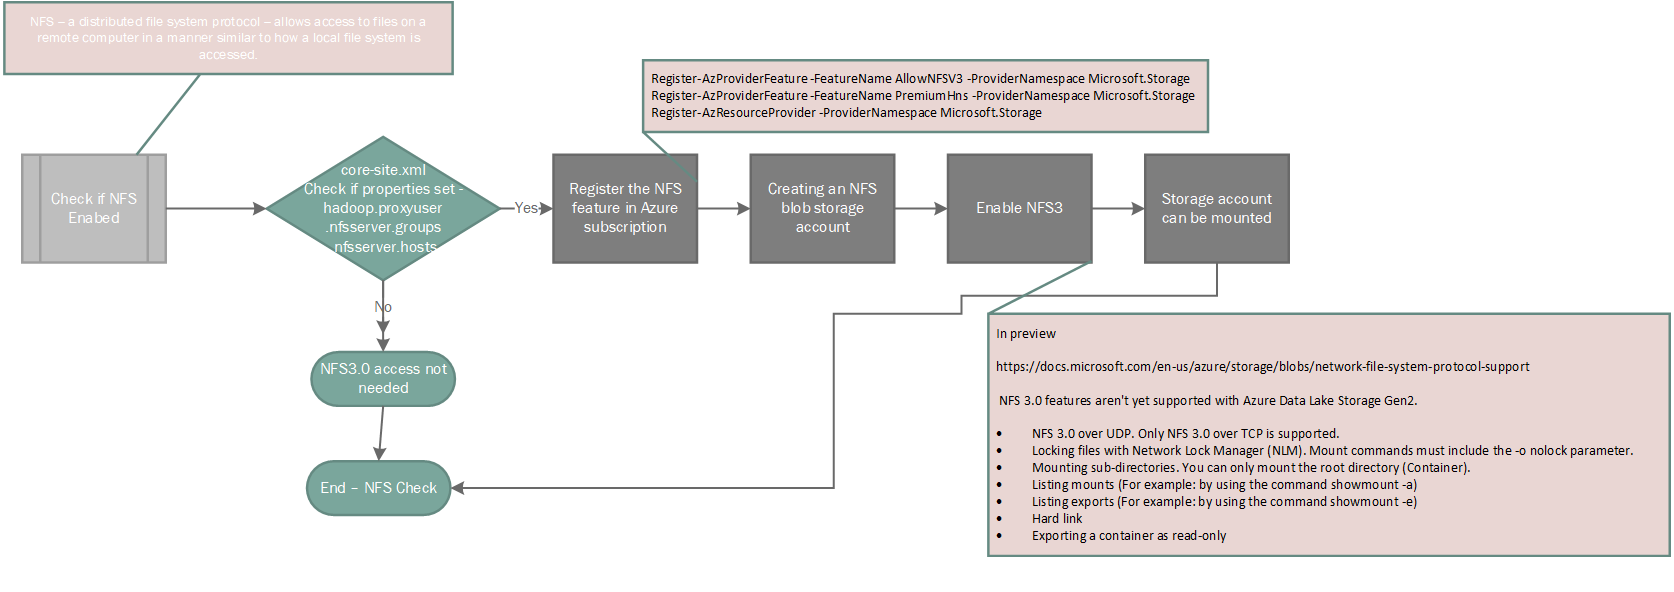 NFS – a distributed file system protocol – allows access to files on a
remote computer in a manner similar to how a local file system is
accessed.
Register-AzProviderFeature -FeatureName AllowNFSV3 -ProviderNamespace Microsoft.Storage
Register-AzProviderFeature -FeatureName PremiumHns -ProviderNamespace Microsoft.Storage
Register-AzResourceProvider -ProviderNamespace Microsoft.Storage
Check if NFS
Enabed
core-site.xml
Check if properties set -
hadoop.proxyuser
.nfsserver.groups
nfsserver.hosts
Yes
Register the NFS
feature in Azure
subscription
Creating an NFS
blob storage
account
Enable NFS3
Storage account
can be mounted
No
NFS3.0 access not
needed
End – NFS Check
In preview
https://docs.microsoft.com/en-us/azure/storage/blobs/network-file-system-protocol-support
NFS 3.0 features aren't yet supported with Azure Data Lake Storage Gen2.
• NFS 3.0 over UDP. Only NFS 3.0 over TCP is supported.
• Locking files with Network Lock Manager (NLM). Mount commands must include the -o nolock parameter.
• Mounting sub-directories. You can only mount the root directory (Container).
• Listing mounts (For example: by using the command showmount -a)
• Listing exports (For example: by using the command showmount -e)
• Hard link
• Exporting a container as read-only